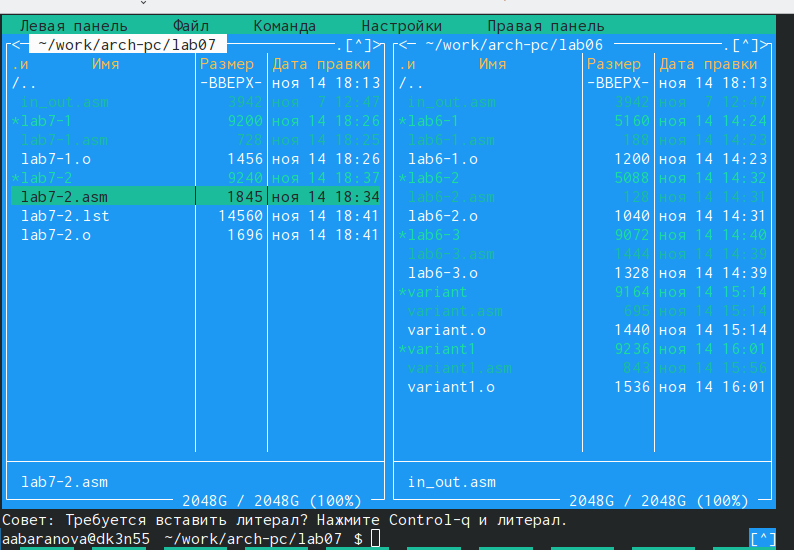 Левая панель Файл Команда Настройки Правая панель
<─ ~/work/arch-pc/lab07 ─.[^]> <─ ~/work/arch-pc/lab06 ─.[^]>
.и Имя Размер Дата правки .и Имя Размер Дата правки
/.. -ВВЕРХ- ноя 14 18:13 /.. -ВВЕРХ- ноя 14 18:13
in_out.asm 3942 ноя 7 12:47 in_out.asm 3942 ноя 7 12:47
*lab7-1 9200 ноя 14 18:26 *lab6-1 5160 ноя 14 14:24
lab7-1.asm 728 ноя 14 18:25 lab6-1.asm 188 ноя 14 14:23
lab7-1.o 1456 ноя 14 18:26 lab6-1.o 1200 ноя 14 14:23
*lab7-2 9240 ноя 14 18:37 *lab6-2 5088 ноя 14 14:32
lab7-2.asm 1845 ноя 14 18:34 lab6-2.asm 128 ноя 14 14:31
lab7-2.lst 14560 ноя 14 18:41 lab6-2.o 1040 ноя 14 14:31
lab7-2.o 1696 ноя 14 18:41 *lab6-3 9072 ноя 14 14:40
lab6-3.asm 1444 ноя 14 14:39
lab6-3.o 1328 ноя 14 14:39
*variant 9164 ноя 14 15:14
variant.asm 695 ноя 14 15:14
variant.o 1440 ноя 14 15:14
*variant1 9236 ноя 14 16:01
variant1.asm 843 ноя 14 15:56
variant1.o 1536 ноя 14 16:01
lab7-2.asm in_out.asm
2048G / 2048G (100%) 2048G / 2048G (100%)
Совет: Требуется вставить литерал? Нажмите Control-q и литерал.
aabaranova@dk3n55 ~/work/arch-pc/lab07 $ [^]